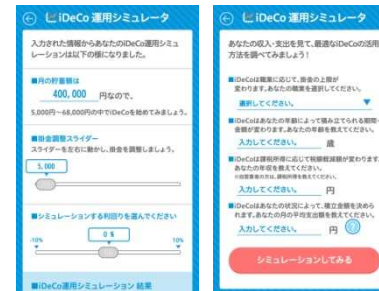 iDeCo 運用シミュレータ
入力された情報からあなたのiDeCo運用シミュ
レーションは以下の様になりました。
■月の貯蓄額は
400,000 円なので、
5,000円〜68,000円の中でiDeCoを始めてみましょう。
■掛金調整スライダー
スライダーを左右に動かし、掛金を調整しましょう。
5,000
■シミュレーションする利回りを選んでください
0 %
-10%
10%
■iDeCo運用シミュレーション 結果
iDeCo 運用シミュレータ
あなたの収入・支出を見て、最適なiDeCoの活用
方法を調べてみましょう!
■iDeCoは職業に応じて、掛金の上限が
変わります。あなたの職業を選択してください。
選択してください。
■iDeCoはあなたの年齢によって積み立てられる期間・
金額が変わります。あなたの年齢を教えてください。
入力してください。 歳
■iDeCoは課税所得に応じて税額軽減額が変わります。
あなたの年収を教えてください。
※自営業者の方は、課税所得を教えてください。
入力してください。 円
■iDeCoはあなたの状況によって、積立金額を決めら
れます。あなたの月の平均支出額を教えてください。
入力してください。 円 ?
シミュレーションしてみる